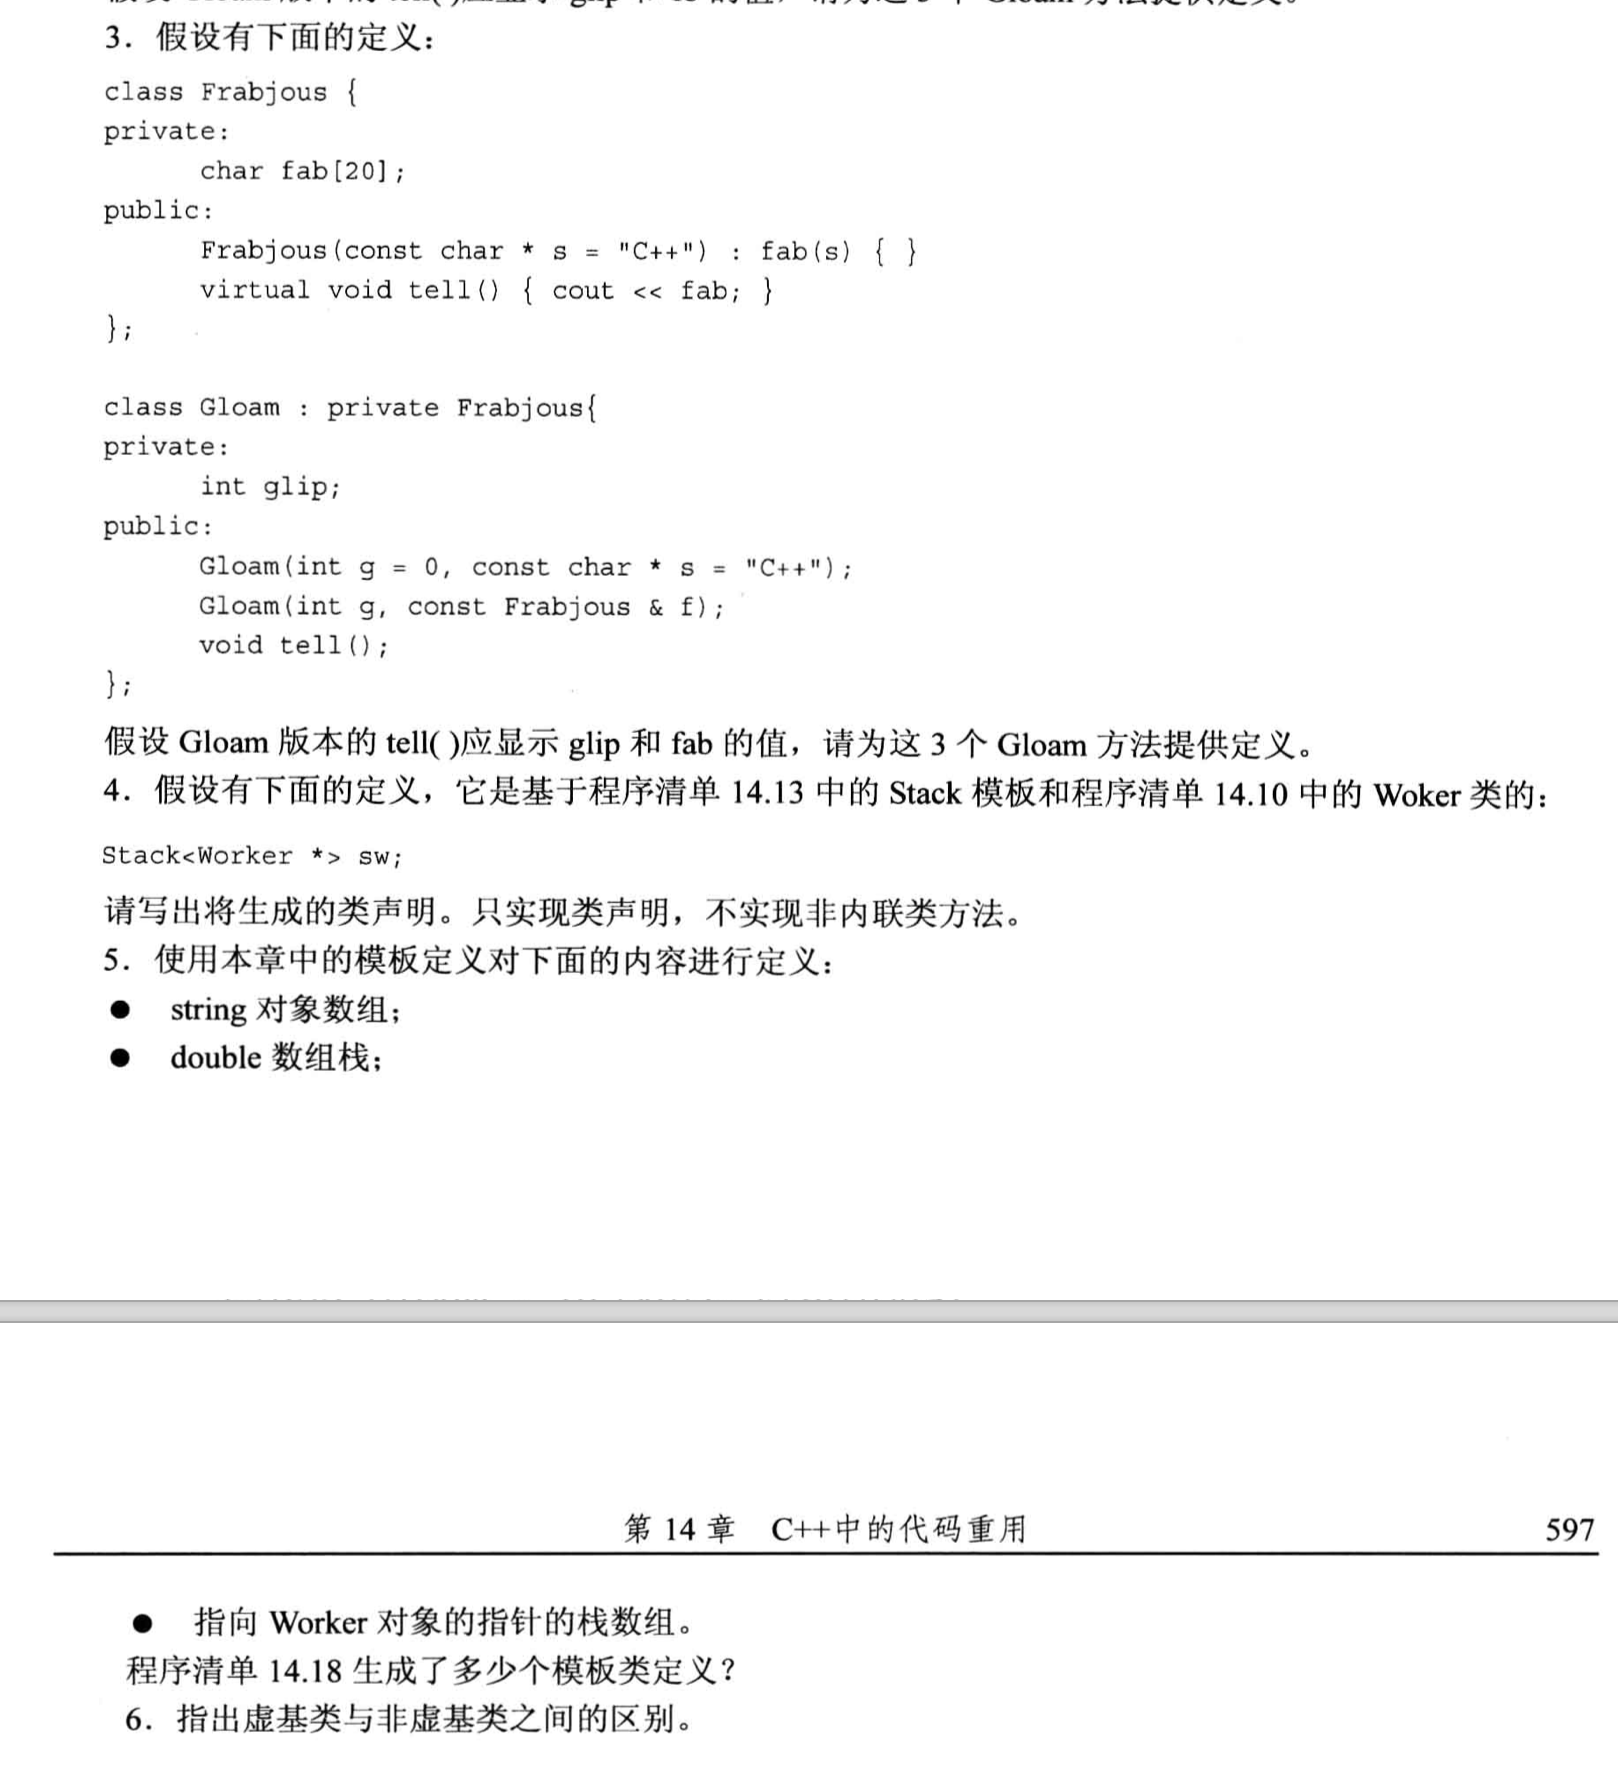 3. 假设有下面的定义：
class Frabjous {
private:
char fab[20];
public:
Frabjous(const char * s = "C++") : fab(s) { }
virtual void tell() { cout << fab; }
};
class Gloam : private Frabjous{
private:
int glip;
public:
Gloam(int g = 0, const char * s = "C++");
Gloam(int g, const Frabjous & f);
void tell();
};
假设 Gloam 版本的 tell( )应显示 glip 和 fab 的值，请为这 3 个 Gloam 方法提供定义。
4. 假设有下面的定义，它是基于程序清单 14.13 中的 Stack 模板和程序清单 14.10 中的 Woker 类的：
Stack<Worker *> sw;
请写出将生成的类声明。只实现类声明，不实现非内联类方法。
5. 使用本章中的模板定义对下面的内容进行定义：
● string 对象数组；
● double 数组栈；
第 14 章 C++中的代码重用 597
● 指向 Worker 对象的指针的栈数组。
程序清单 14.18 生成了多少个模板类定义？
6. 指出虚基类与非虚基类之间的区别。